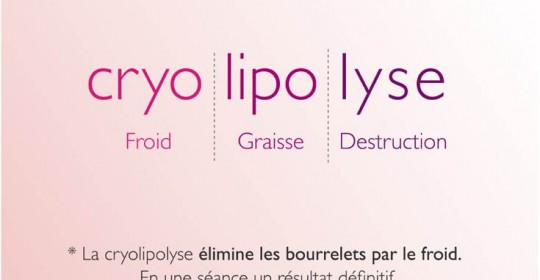 cryo lipo lyse
Froid Graisse Destruction
* La cryolipolyse élimine les bourrelets par le froid.
En une séance un résultat définitif